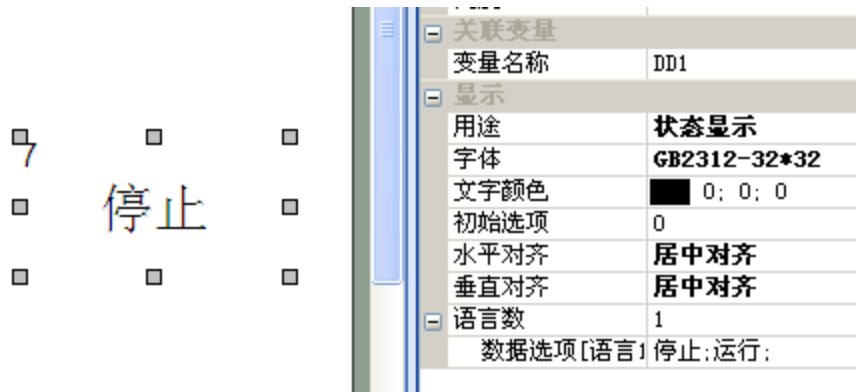 关联变量
变量名称 DD1
显示
用途 状态显示
字体 GB2312-32*32
文字颜色 0; 0; 0
初始选项 0
水平对齐 居中对齐
垂直对齐 居中对齐
语言数 1
数据选项[语言1 停止;运行;
7
停止